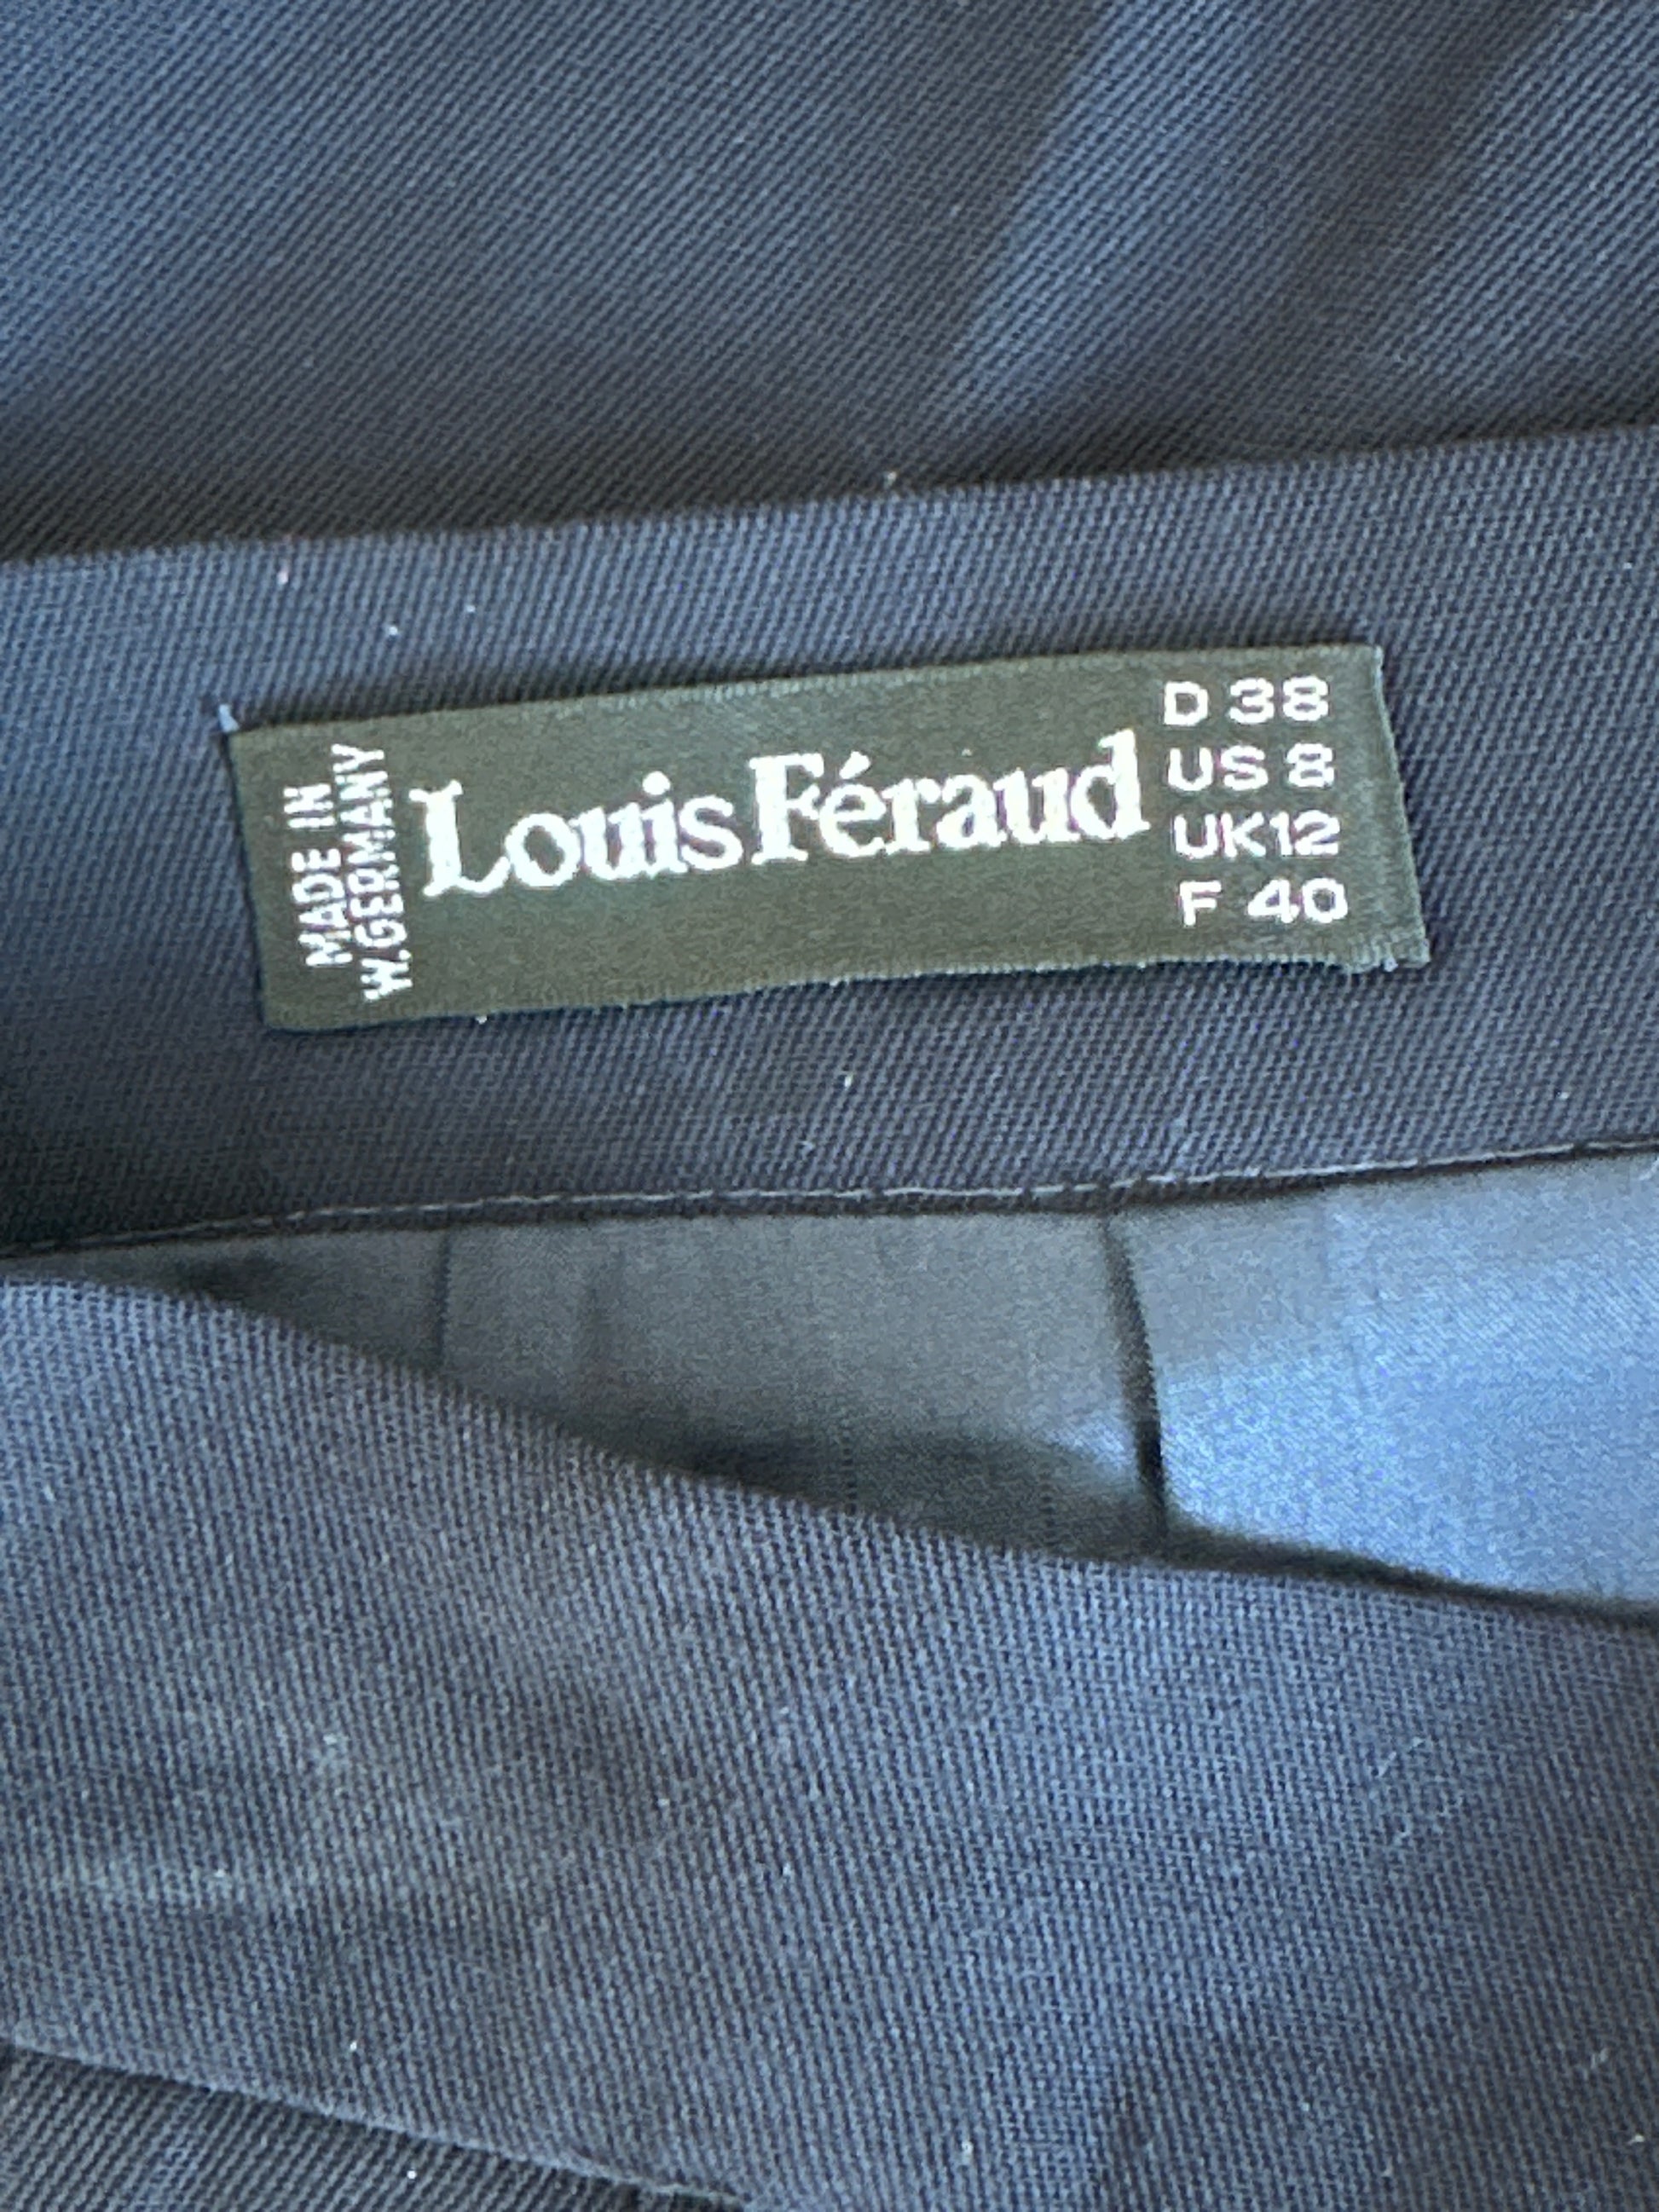 MADE IN
W.GERMANY
Louis Féraud
D 38
US 8
UK12
F 40